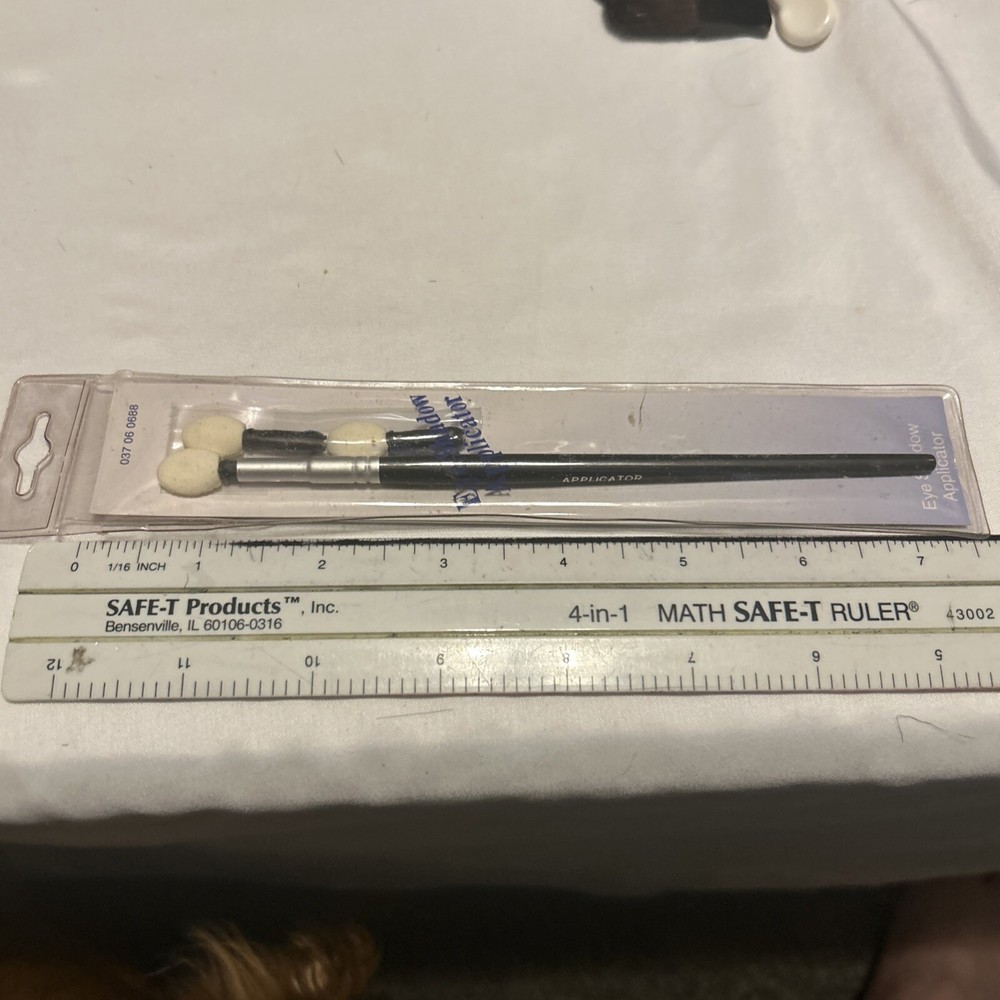 037 06 0688
Applicator
APPLICATOR
Eye
Applicator
0 1/16 INCH 1 2 3 4 5 6 7
SAFE-T Products™, Inc.
Bensenville, IL 60106-0316
4-in-1 MATH SAFE-T RULER®
43002
12 11 10 9 8 7 6 5